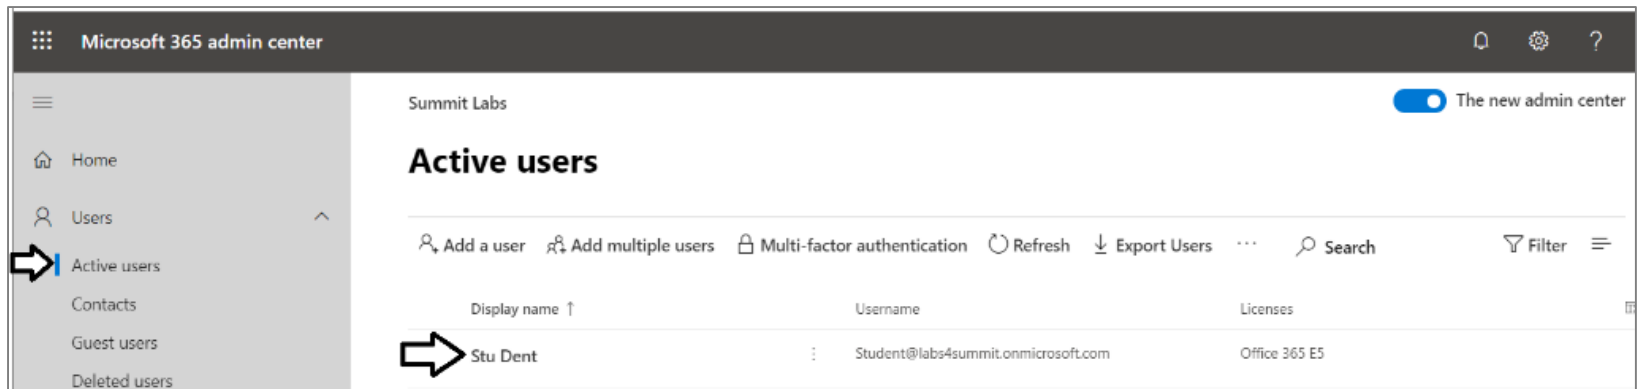 Microsoft 365 admin center
?
Summit Labs
The new admin center
Home
Active users
Users
Add a user Add multiple users Multi-factor authentication Refresh Export Users ... Search Filter
Active users
Contacts
Guest users
Deleted users
Display name ↑ Username Licenses
Stu Dent Student@labs4summit.onmicrosoft.com Office 365 E5